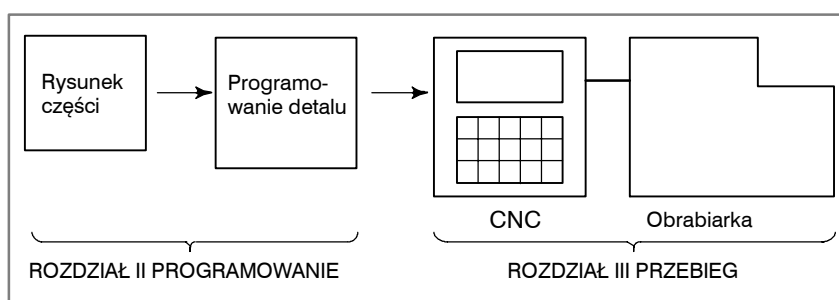 Rysunek
części
Programo-
wanie detalu
CNC
Obrabiarka
ROZDZIAŁ II PROGRAMOWANIE
ROZDZIAŁ III PRZEBIEG